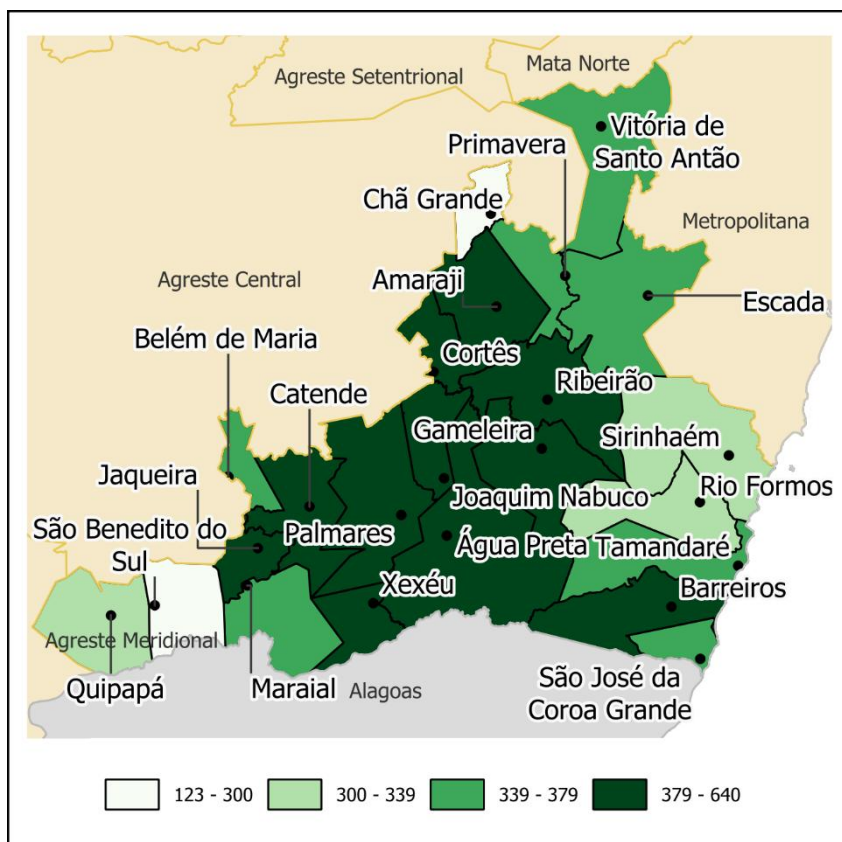 Agreste Setentrional
Mata Norte
Vitória de
Santo Antão
Primavera
Chã Grande
Metropolitana
Agreste Central
Amaraji
Escada
Belém de Maria
Cortês
Catende
Ribeirão
Gameleira
Sirinhaém
Jaqueira
Joaquim Nabuco
Rio Formos
São Benedito do
Sul
Palmares
Água Preta
Tamandaré
Xexéu
Barreiros
Agreste Meridional
Quipapá
Maraial
Alagoas
São José da
Coroa Grande
123 - 300
300 - 339
339 - 379
379 - 640